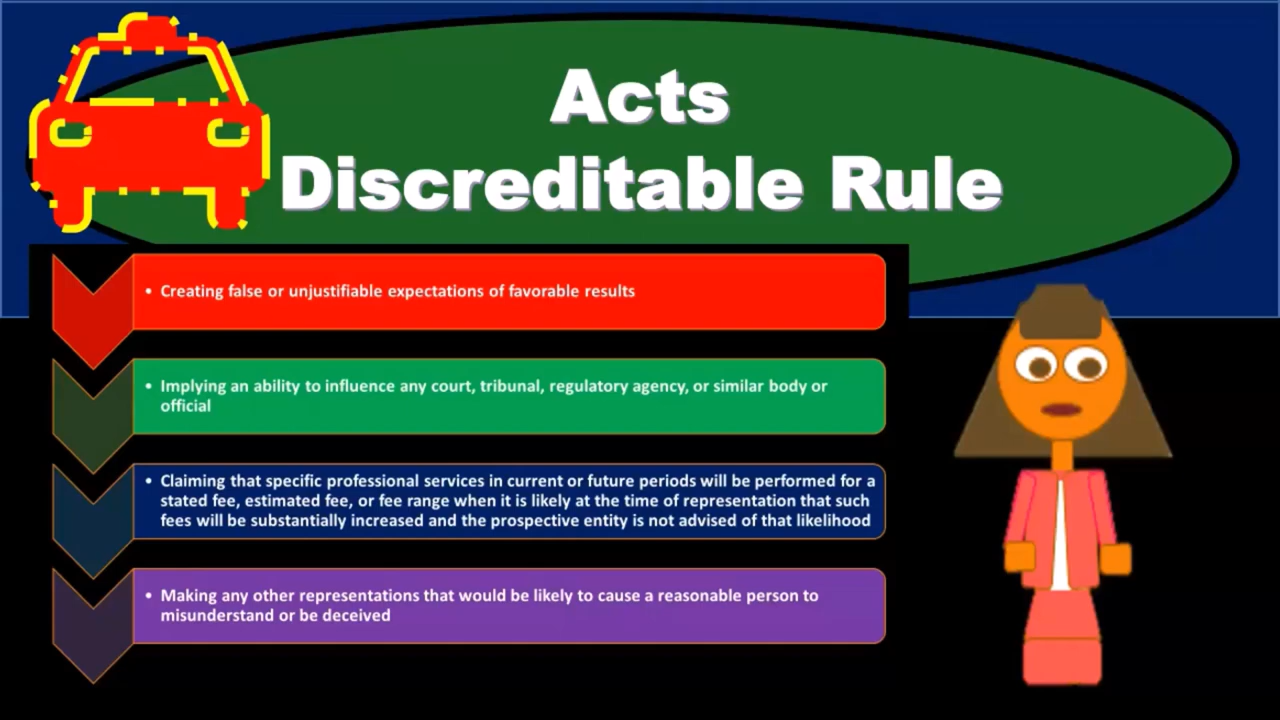 Acts
Discreditable Rule
• Creating false or unjustifiable expectations of favorable results
• Implying an ability to influence any court, tribunal, regulatory agency, or similar body or
official
• Claiming that specific professional services in current or future periods will be performed for a
stated fee, estimated fee, or fee range when it is likely at the time of representation that such
fees will be substantially increased and the prospective entity is not advised of that likelihood
• Making any other representations that would be likely to cause a reasonable person to
misunderstand or be deceived